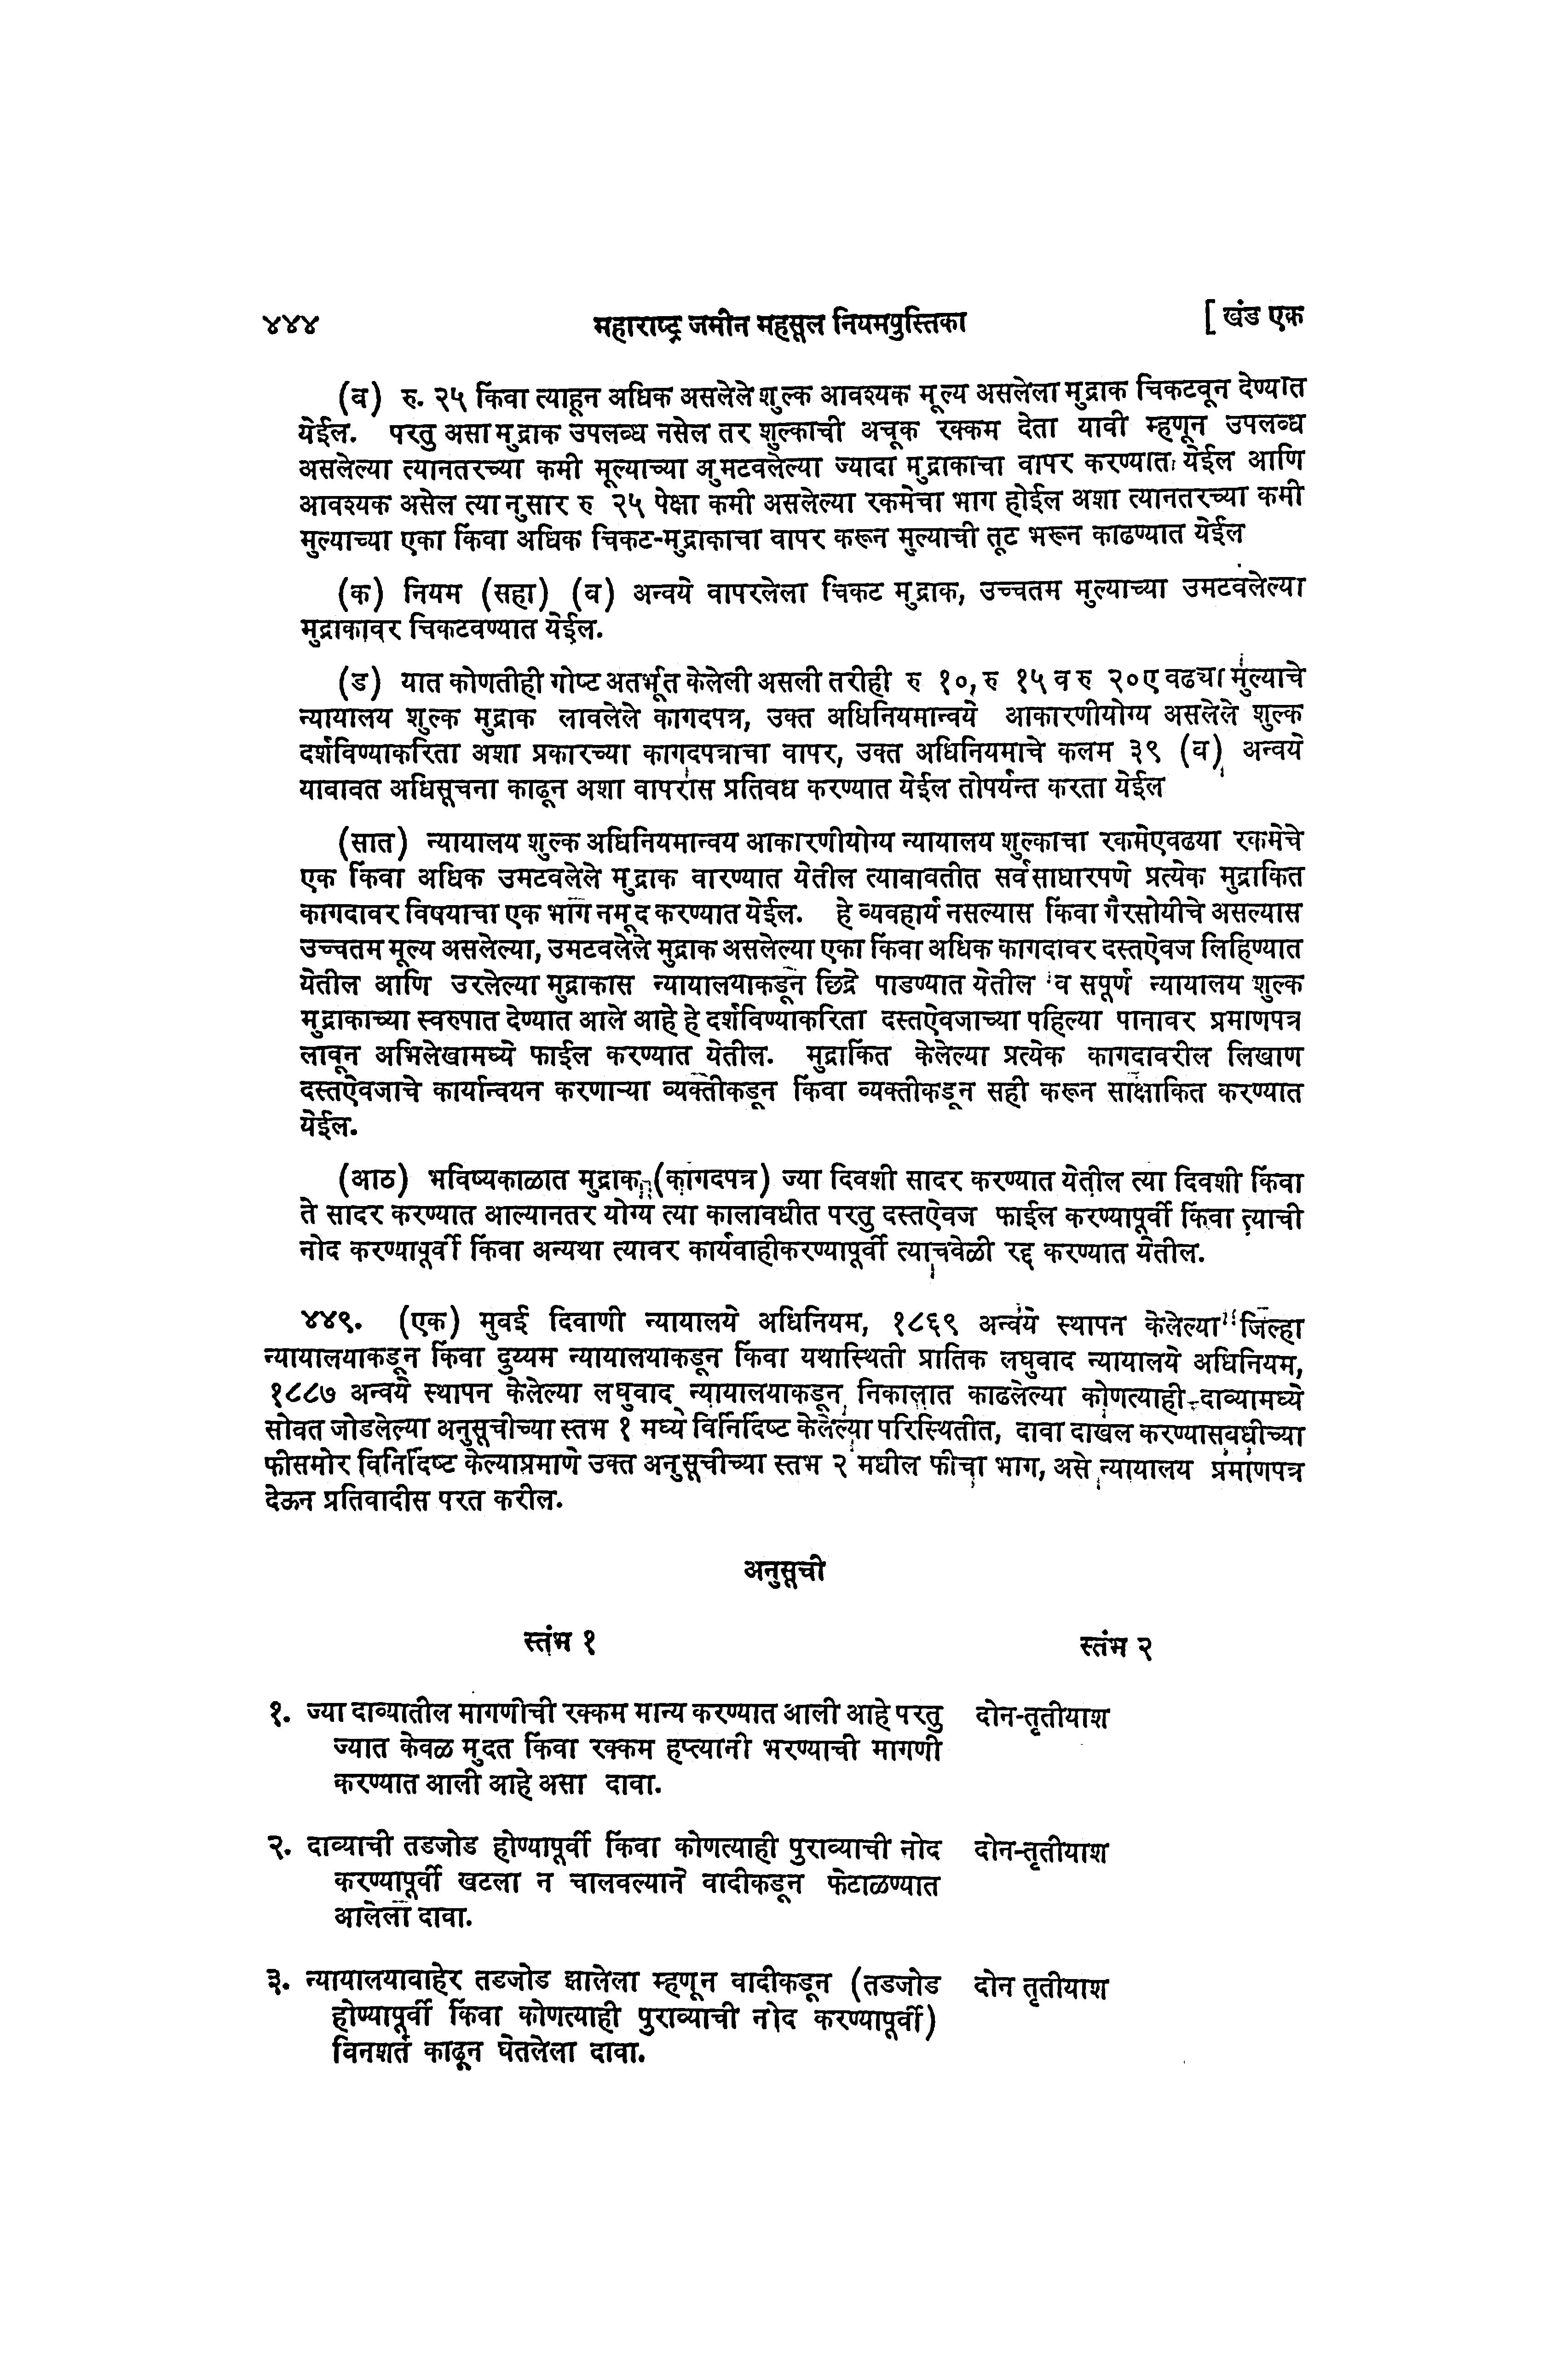 ४४४ महाराष्ट्र जमीन महसूल नियमपुस्तिका [ खंड एक
(ब) रु. २५ किंवा त्याहून अधिक असलेले शुल्क आवश्यक मूल्य असलेला मुद्राक चिकटवून देण्यात
येईल. परतु असा मुद्राक उपलब्ध नसेल तर शुल्काची अचूक रक्कम देता यावी म्हणून उपलब्ध
असलेल्या त्यानतरच्या कमी मूल्याच्या अुमटवलेल्या ज्यादा मुद्राकाचा वापर करण्यात येईल आणि
आवश्यक असेल त्या नुसार रु २५ पेक्षा कमी असलेल्या रकमेचा भाग होईल अशा त्यानतरच्या कमी
मुल्याच्या एका किंवा अधिक चिकट-मुद्राकाचा वापर करून मुल्याची तूट भरून काढण्यात येईल
(क) नियम (सहा) (ब) अन्वये वापरलेला चिकट मुद्राक, उच्चतम मुल्याच्या उमटवलेल्या
मुद्राकावर चिकटवण्यात येईल.
(ड) यात कोणतीही गोष्ट अतर्भूत केलेली असली तरीही रु १०, रु १५ व रु २० ए वढ्या मुल्याचे
न्यायालय शुल्क मुद्राक लावलेले कागदपत्र, उक्त अधिनियमान्वये आकारणीयोग्य असलेले शुल्क
दर्शविण्याकरिता अशा प्रकारच्या कागदपत्राचा वापर, उक्त अधिनियमाचे कलम ३९ (ब) अन्वये
याबाबत अधिसूचना काढून अशा वापरास प्रतिबध करण्यात येईल तोपर्यन्त करता येईल
(सात) न्यायालय शुल्क अधिनियमान्वय आकारणीयोग्य न्यायालय शुल्काचा रकमेएवढया रकमेचे
एक किंवा अधिक उमटवलेले मुद्राक वारण्यात येतील त्याबाबतीत सर्वसाधारपणे प्रत्येक मुद्राकित
कागदावर विषयाचा एक भाग नमूद करण्यात येईल. हे व्यवहार्य नसल्यास किंवा गैरसोयीचे असल्यास
उच्चतम मूल्य असलेल्या, उमटवलेले मुद्राक असलेल्या एका किंवा अधिक कागदावर दस्तऐवज लिहिण्यात
येतील आणि उरलेल्या मुद्राकास न्यायालयाकडून छिद्रे पाडण्यात येतील व सपूर्ण न्यायालय शुल्क
मुद्राकाच्या स्वरुपात देण्यात आले आहे हे दर्शविण्याकरिता दस्तऐवजाच्या पहिल्या पानावर प्रमाणपत्र
लावून अभिलेखामध्ये फाईल करण्यात येतील. मुद्राकित केलेल्या प्रत्येक कागदावरील लिखाण
दस्तऐवजाचे कार्यान्वयन करणाऱ्या व्यक्तीकडून किंवा व्यक्तीकडून सही करून साक्षाकित करण्यात
येईल.
(आठ) भविष्यकाळात मुद्राक (कागदपत्र) ज्या दिवशी सादर करण्यात येतील त्या दिवशी किंवा
ते सादर करण्यात आल्यानतर योग्य त्या कालावधीत परतु दस्तऐवज फाईल करण्यापूर्वी किंवा त्याची
नोद करण्यापूर्वी किंवा अन्यथा त्यावर कार्यवाहीकरण्यापूर्वी त्याचवेळी रद्द करण्यात येतील.
४४९. (एक) मुबई दिवाणी न्यायालये अधिनियम, १८६९ अन्वये स्थापन केलेल्या जिल्हा
न्यायालयाकडून किंवा दुय्यम न्यायालयाकडून किंवा यथास्थिती प्रातिक लघुवाद न्यायालये अधिनियम,
१८८७ अन्वये स्थापन केलेल्या लघुवाद न्यायालयाकडून निकालात काढलेल्या कोणत्याही दाव्यामध्ये
सोबत जोडलेल्या अनुसूचीच्या स्तभ १ मध्ये विनिर्दिष्ट केलेल्या परिस्थितीत, दावा दाखल करण्यासबधीच्या
फीसमोर विनिर्दिष्ट केल्याप्रमाणे उक्त अनुसूचीच्या स्तभ २ मधील फीचा भाग, असे न्यायालय प्रमाणपत्र
देऊन प्रतिवादीस परत करील.
अनुसूची
स्तंभ १ स्तंभ २
१. ज्या दाव्यातील मागणीची रक्कम मान्य करण्यात आली आहे परतु दोन-तृतीयाश
ज्यात केवळ मुदत किंवा रक्कम हप्त्यानी भरण्याची मागणी
करण्यात आली आहे असा दावा.
२. दाव्याची तडजोड होण्यापूर्वी किंवा कोणत्याही पुराव्याची नोद दोन-तृतीयाश
करण्यापूर्वी खटला न चालवल्याने वादीकडून फेटाळण्यात
आलेला दावा.
३. न्यायालयाबाहेर तडजोड झालेला म्हणून वादीकडून (तडजोड दोन तृतीयाश
होण्यापूर्वी किंवा कोणत्याही पुराव्याची नोद करण्यापूर्वी)
विनशर्त काढून घेतलेला दावा.